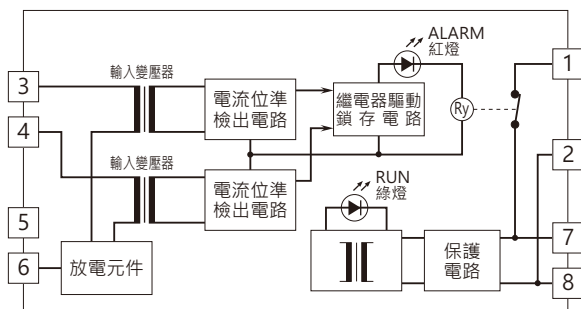 ALARM
紅燈
3
輸入變壓器
電流位準
檢出電路
繼電器驅動
鎖存電路
Ry
1
4
2
輸入變壓器
電流位準
檢出電路
RUN
綠燈
5
6
放電元件
保護
電路
7
8